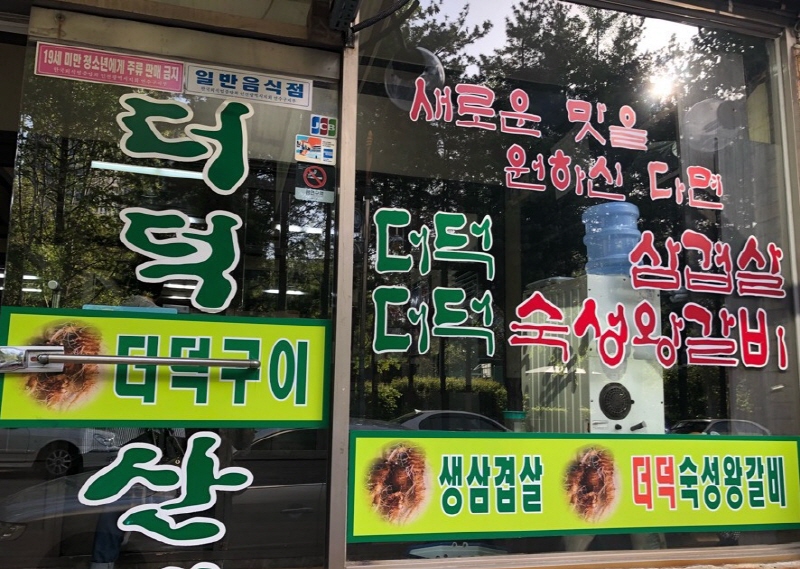 19세 미만 청소년에게 주류 판매 금지
일반음식점
JCB
더덕
더덕구이
산
새로운 맛을
원하신 다면
더덕 삼겹살
더덕 숙성왕갈비
생삼겹살 더덕숙성왕갈비